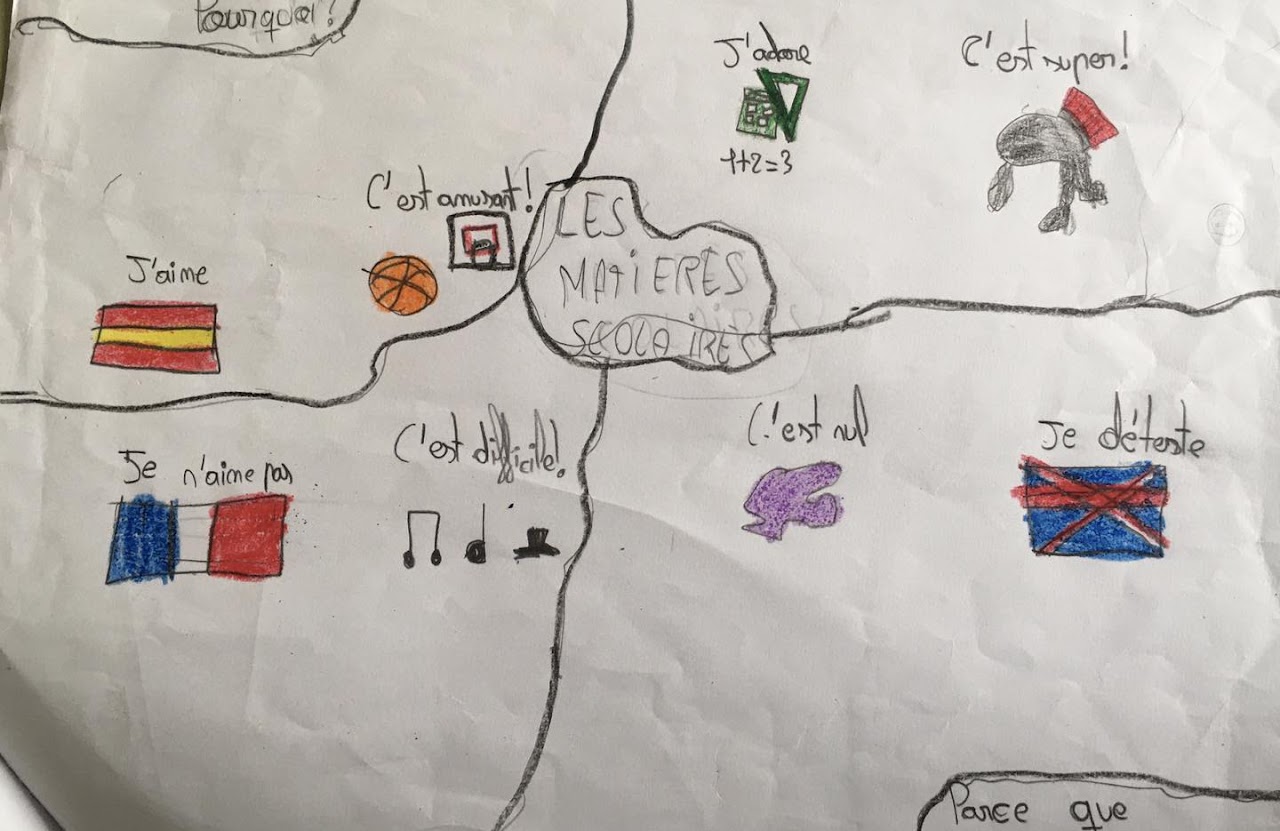 Pourquoi?
J'adore
1+2=3
C'est super!
C'est amusant!
J'aime
LES
MATIERES
SCOLAIRES
Je n'aime pas
C'est difficile!
C'est nul
Je déteste
Parce que